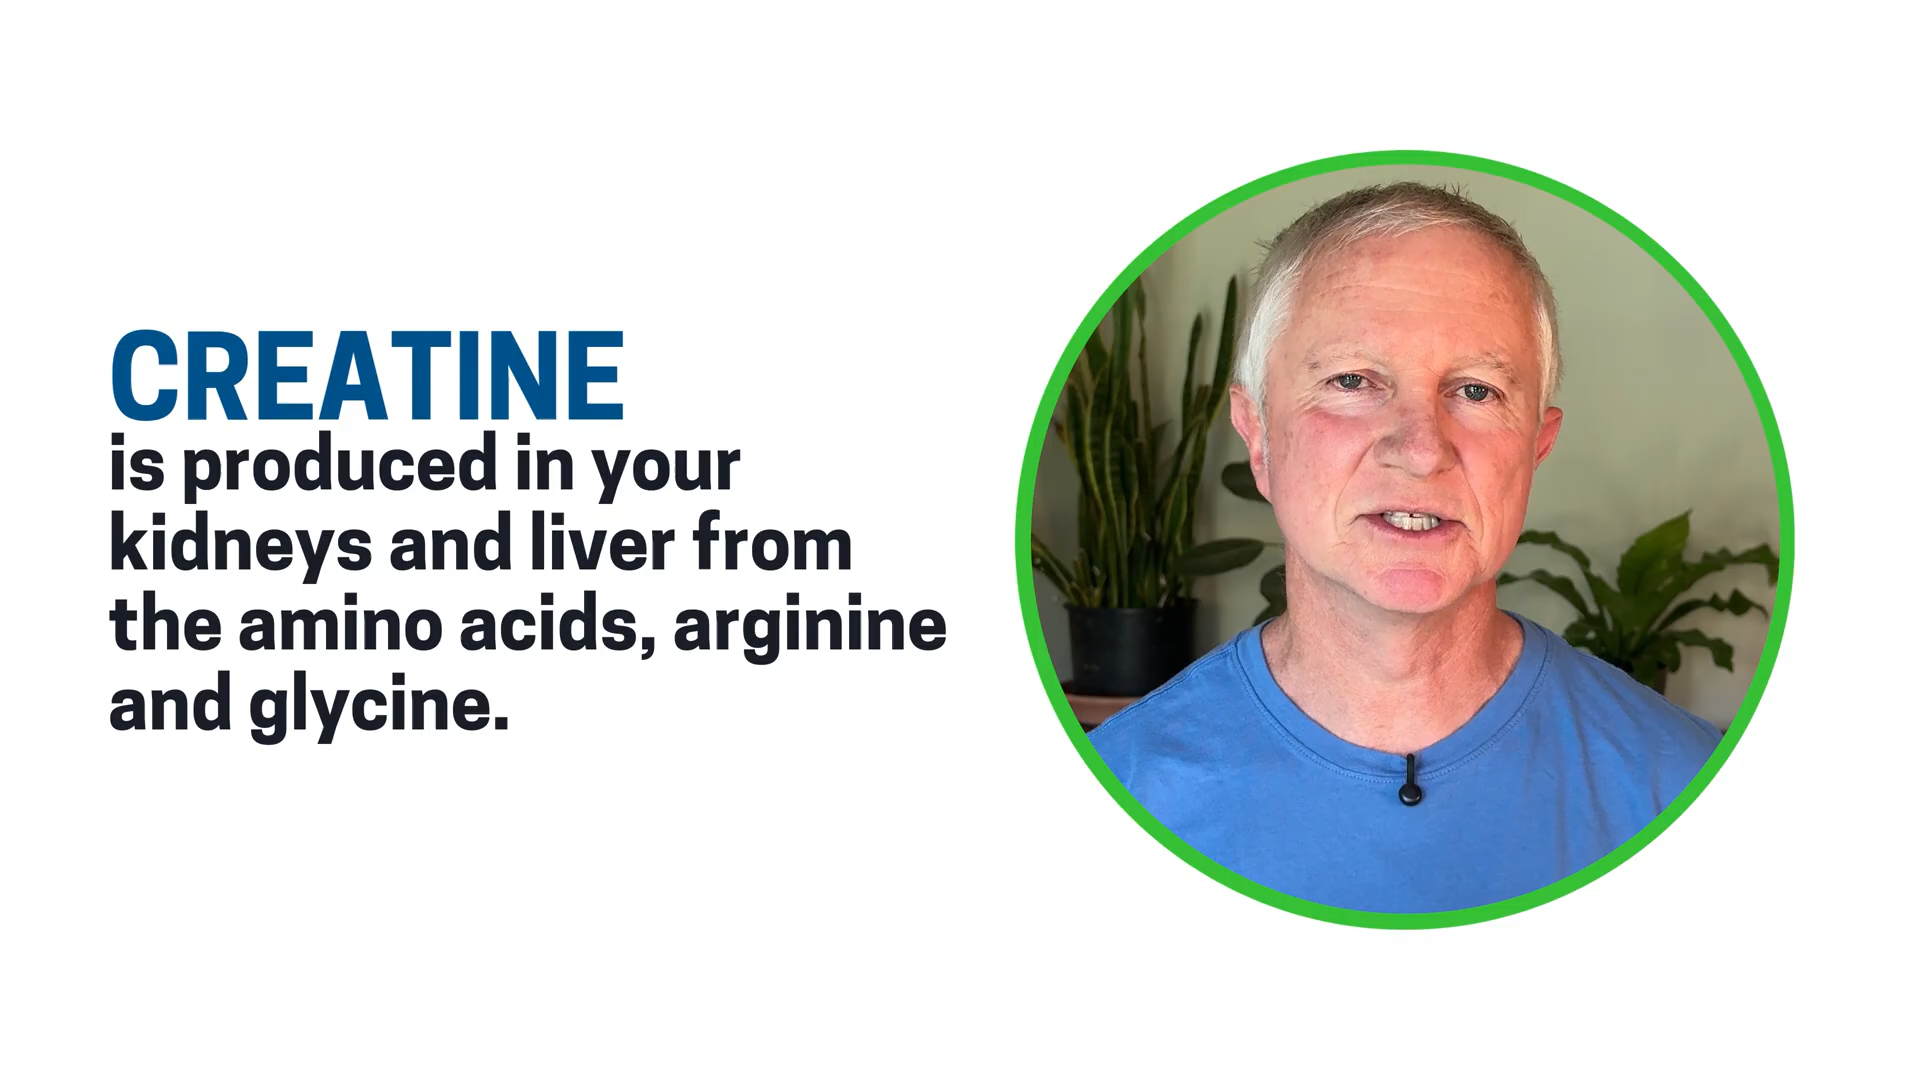 CREATINE
is produced in your
kidneys and liver from
the amino acids, arginine
and glycine.